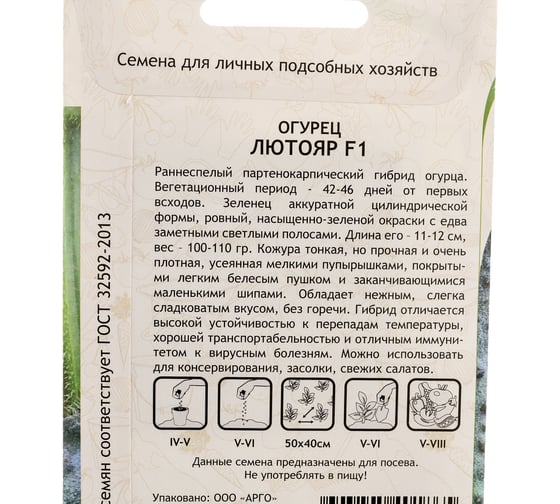 Семена для личных подсобных хозяйств
ОГУРЕЦ
ЛЮТОЯР F1
Раннеспелый партенокарпический гибрид огурца.
Вегетационный период - 42-46 дней от первых
всходов. Зеленец аккуратной цилиндрической
формы, ровный, насыщенно-зеленой окраски с едва
заметными светлыми полосами. Длина его - 11-12 см,
вес - 100-110 гр. Кожура тонкая, но прочная и очень
плотная, усеянная мелкими пупырышками, покрыты-
ми легким белесым пушком и заканчивающимися
маленькими шипами. Обладает нежным, слегка
сладковатым вкусом, без горечи. Гибрид отличается
высокой устойчивостью к перепадам температуры,
хорошей транспортабельностью и отличным иммуни-
тетом к вирусным болезням. Можно использовать
для консервирования, засолки, свежих салатов.
IV-V V-VI 50х40см V-VI V-VIII
Данные семена предназначены для посева.
Не употреблять в пищу!
Упаковано: ООО "АРГО"
семян соответствует ГОСТ 32592-2013